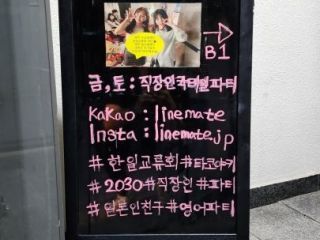 B1
금,토:직장인칵테일파티
KaKao:linemate
Insta:linemate.jp
#한일교류회#타코야키
#2030#직장인#파티
#일본인친구#영어파티